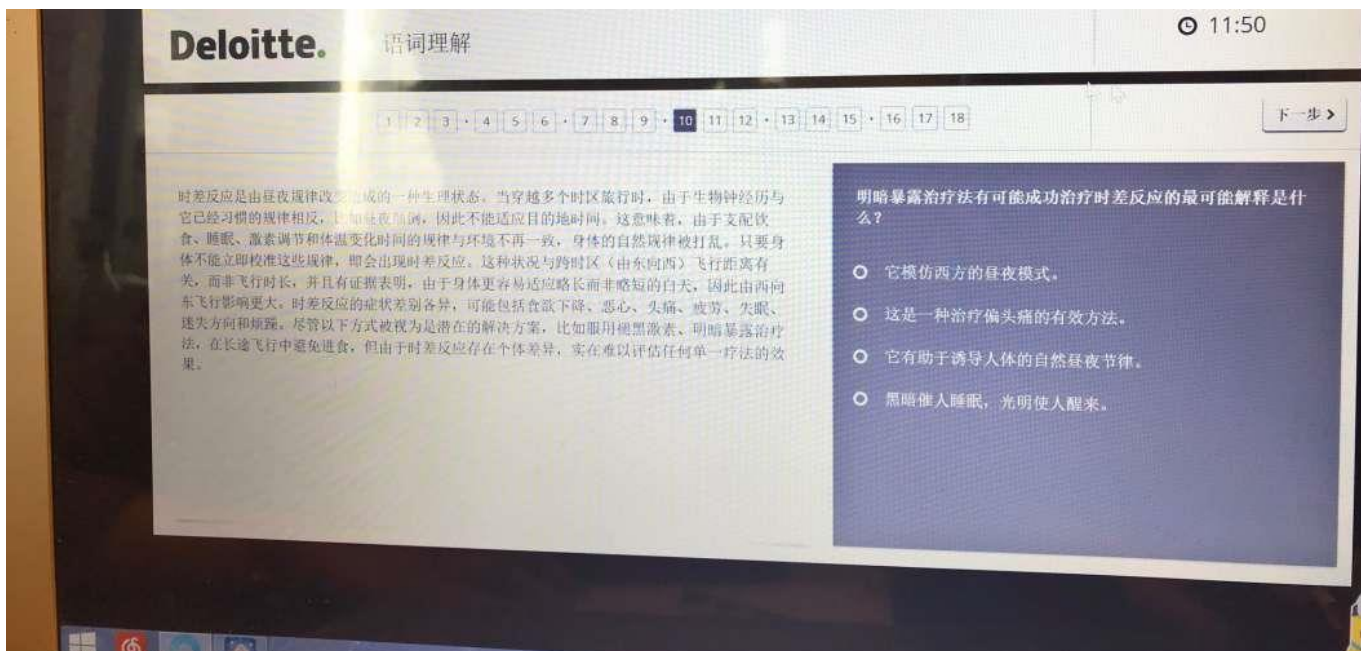 Deloitte.
语词理解
11:50
1 2 3 · 4 5 6 · 7 8 9 · 10 11 12 · 13 14 15 · 16 17 18
下一步 >
时差反应是由昼夜规律改变造成的一种生理状态。当穿越多个时区旅行时，由于生物钟经历与
它已经习惯的规律相反，比如昼夜颠倒，因此不能适应目的地时间。这意味着，由于支配饮
食、睡眠、激素调节和体温变化时间的规律与环境不再一致，身体的自然规律被打乱。只要身
体不能立即校准这些规律，即会出现时差反应。这种状况与跨时区（由东向西）飞行距离有
关，而非飞行时长，并且有证据表明，由于身体更容易适应略长而非略短的白天，因此由西向
东飞行影响更大。时差反应的症状差别各异，可能包括食欲下降、恶心、头痛、疲劳、失眠、
迷失方向和烦躁。尽管以下方式被视为是潜在的解决方案，比如服用褪黑激素、明暗暴露治疗
法，在长途飞行中避免进食，但由于时差反应存在个体差异，实在难以评估任何单一疗法的效
果。
明暗暴露治疗法有可能成功治疗时差反应的最可能解释是什
么？
它模仿西方的昼夜模式。
这是一种治疗偏头痛的有效方法。
它有助于诱导人体的自然昼夜节律。
黑暗催人睡眠，光明使人醒来。